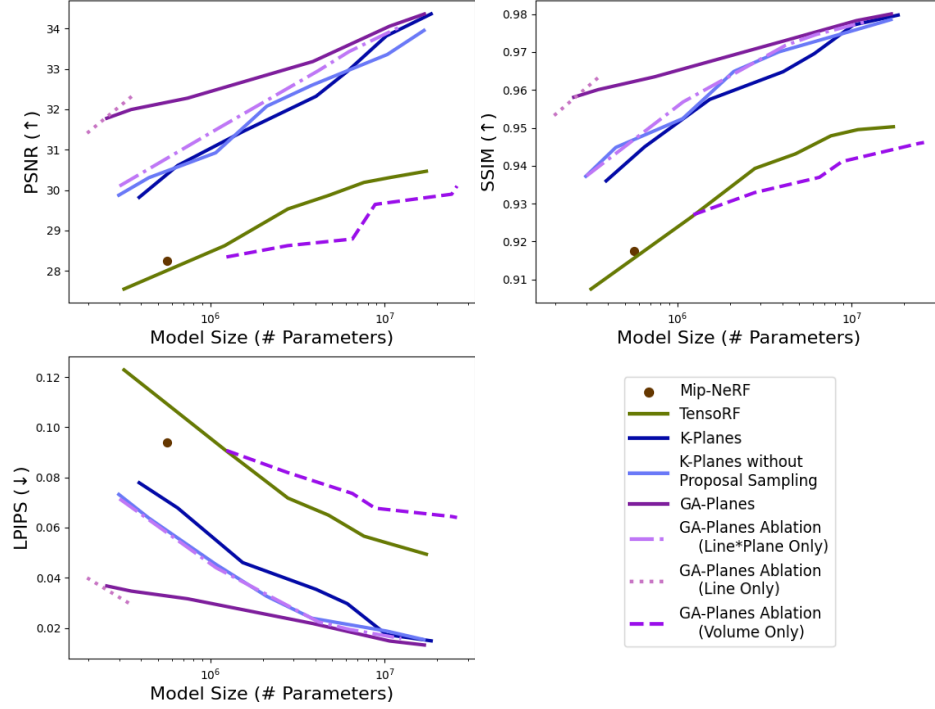 34
33
32
31
30
29
28
PSNR (↑)
10⁶
10⁷
Model Size (# Parameters)
0.98
0.97
0.96
0.95
0.94
0.93
0.92
0.91
SSIM (↑)
10⁶
10⁷
Model Size (# Parameters)
0.12
0.10
0.08
0.06
0.04
0.02
LPIPS (↓)
10⁶
10⁷
Model Size (# Parameters)
Mip-NeRF
TensoRF
K-Planes
K-Planes without
Proposal Sampling
GA-Planes
GA-Planes Ablation
(Line*Plane Only)
GA-Planes Ablation
(Line Only)
GA-Planes Ablation
(Volume Only)